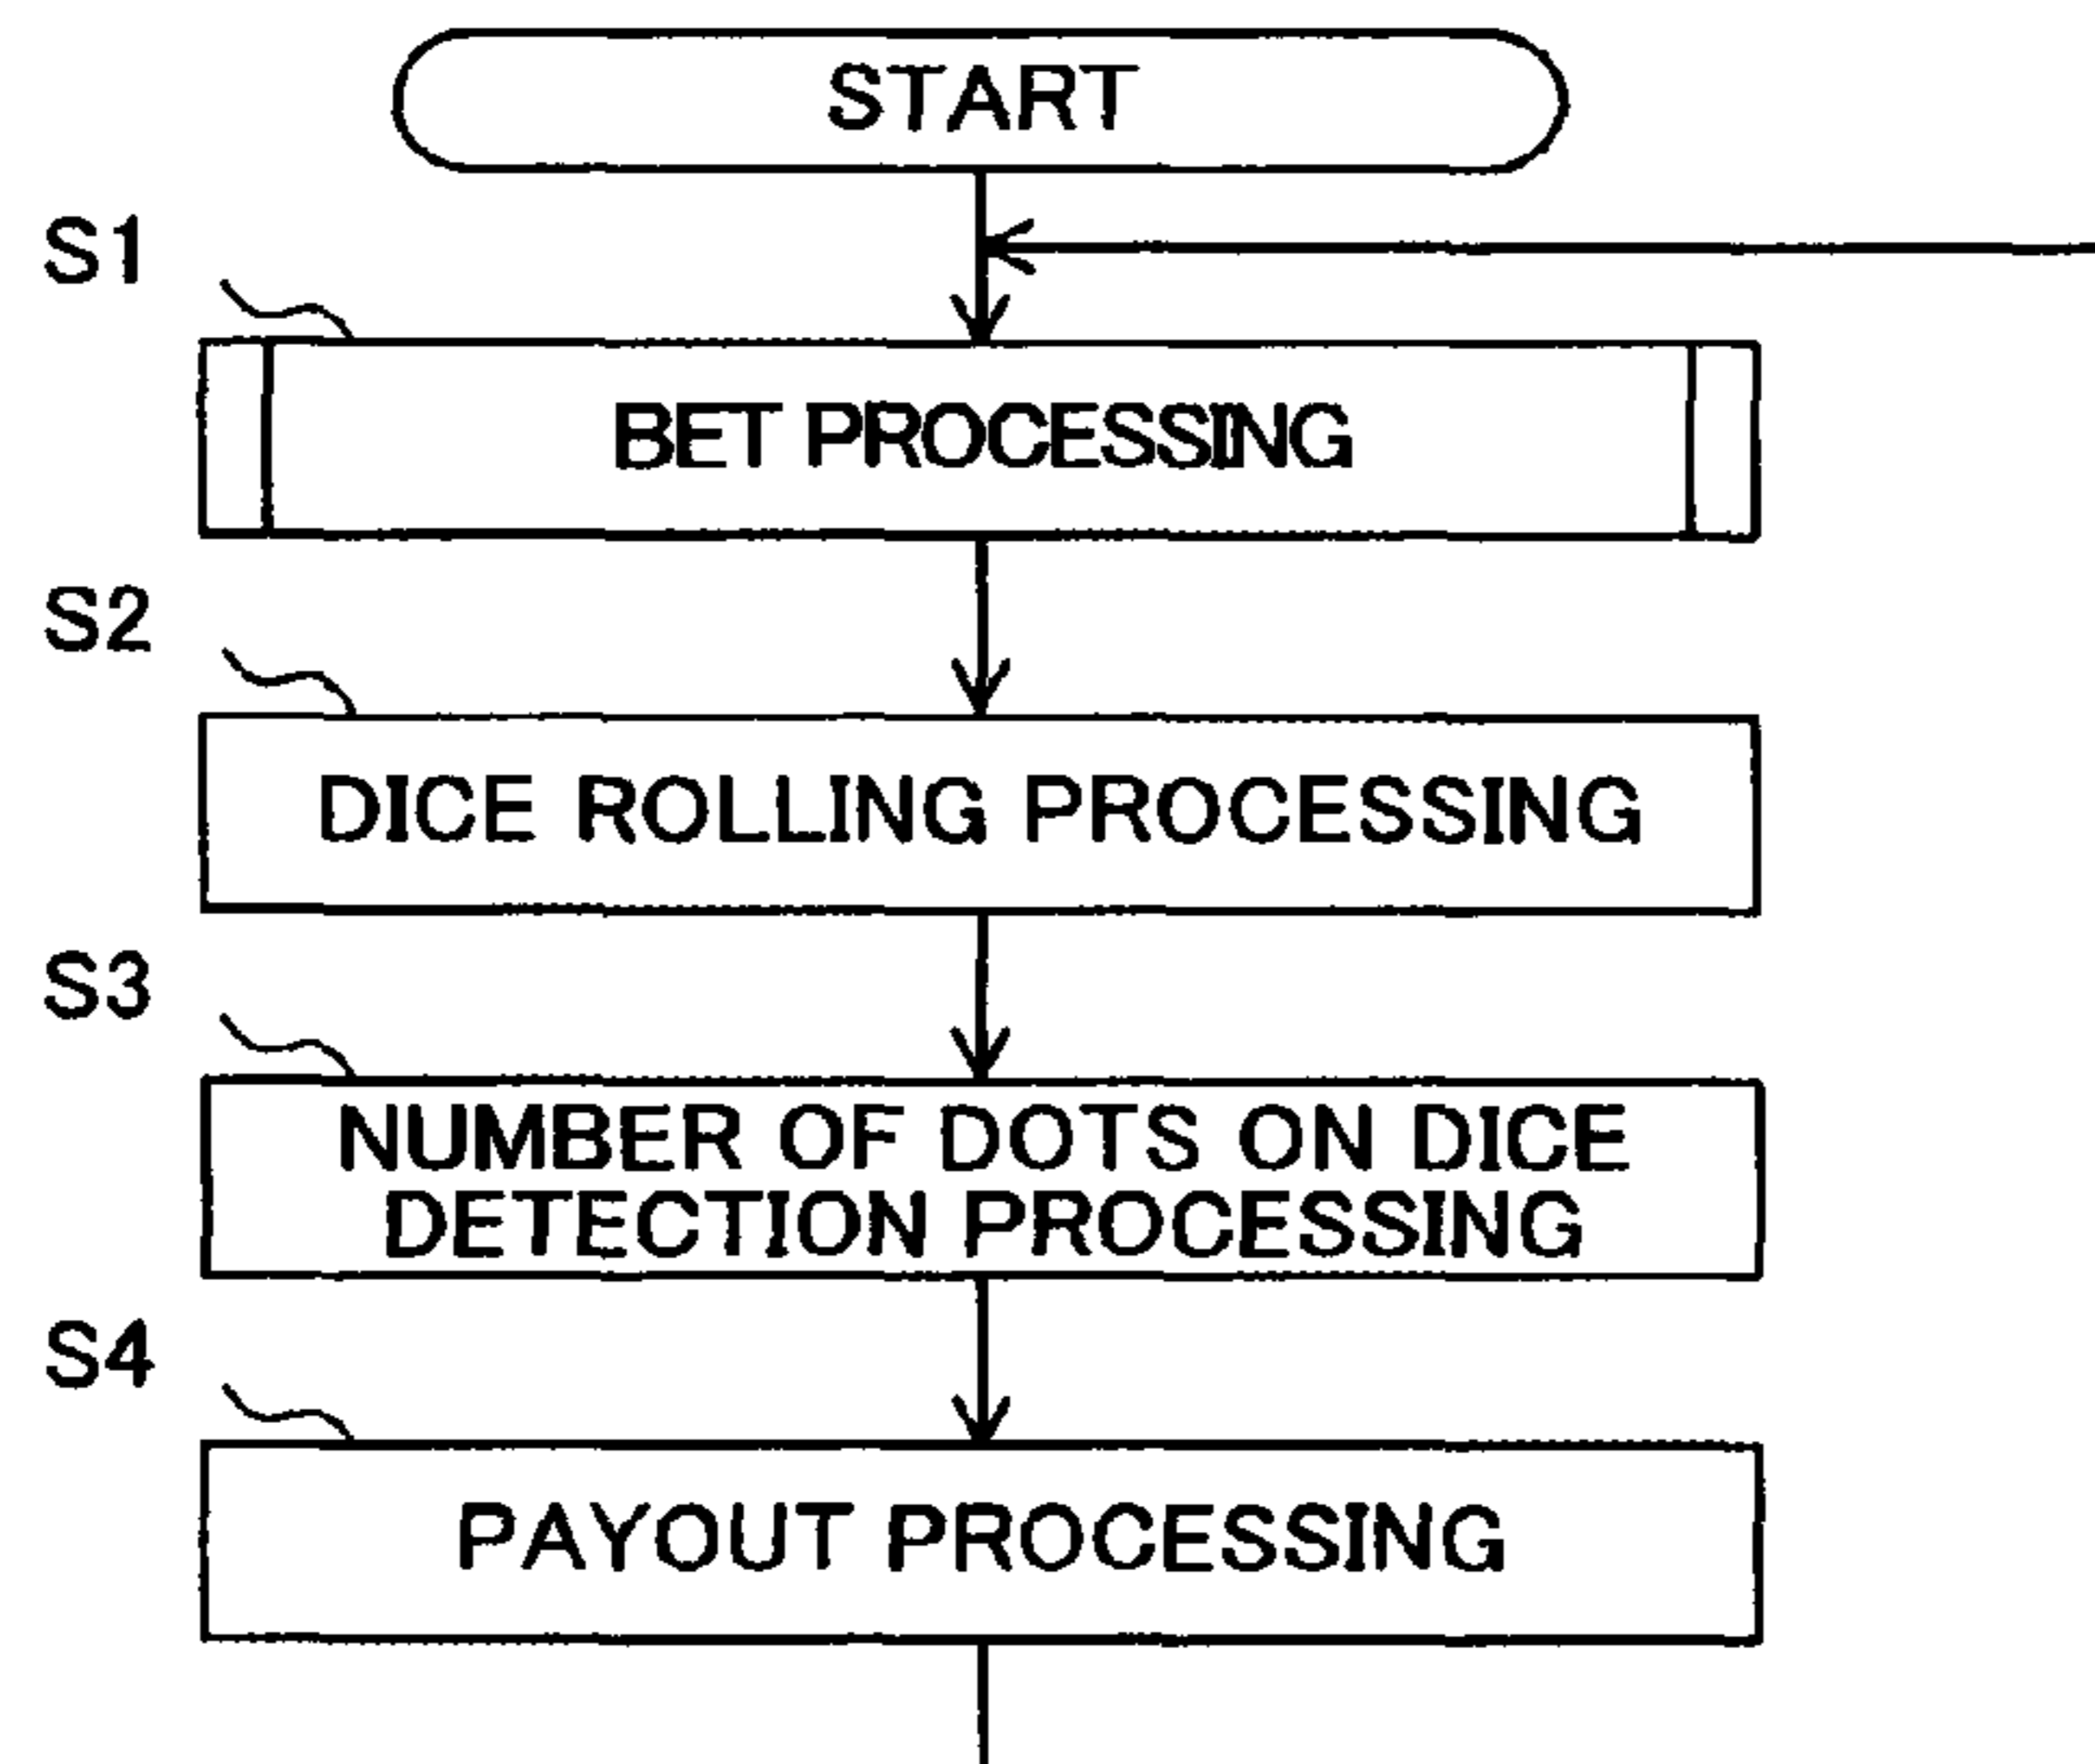 START
S1
BET PROCESSING
S2
DICE ROLLING PROCESSING
S3
NUMBER OF DOTS ON DICE
DETECTION PROCESSING
S4
PAYOUT PROCESSING